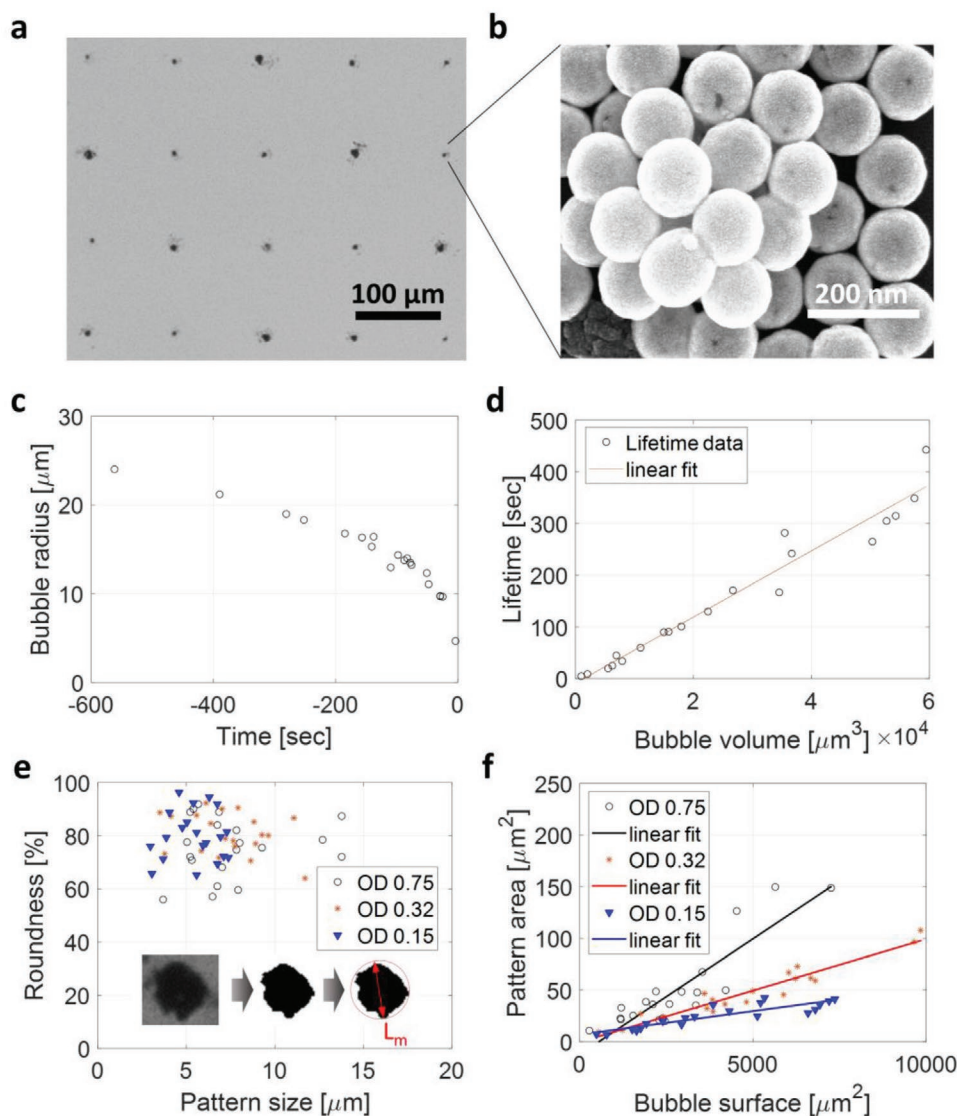 a
100 μm
b
200 nm
c
30
20
10
0
-600
-400
-200
0
Bubble radius [μm]
Time [sec]
d
500
400
300
200
100
0
0
2
4
6
Lifetime data
linear fit
Lifetime [sec]
Bubble volume [μm³] ×10⁴
e
100
80
60
40
20
0
0
5
10
15
20
OD 0.75
OD 0.32
OD 0.15
Lm
Roundness [%]
Pattern size [μm]
f
250
200
150
100
50
0
0
5000
10000
OD 0.75
linear fit
OD 0.32
linear fit
OD 0.15
linear fit
Pattern area [μm²]
Bubble surface [μm²]